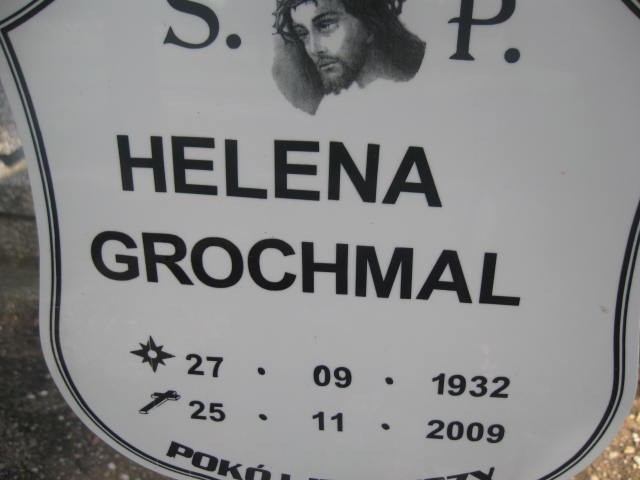 S. P.
HELENA
GROCHMAL
27 . 09 . 1932
25 . 11 . 2009